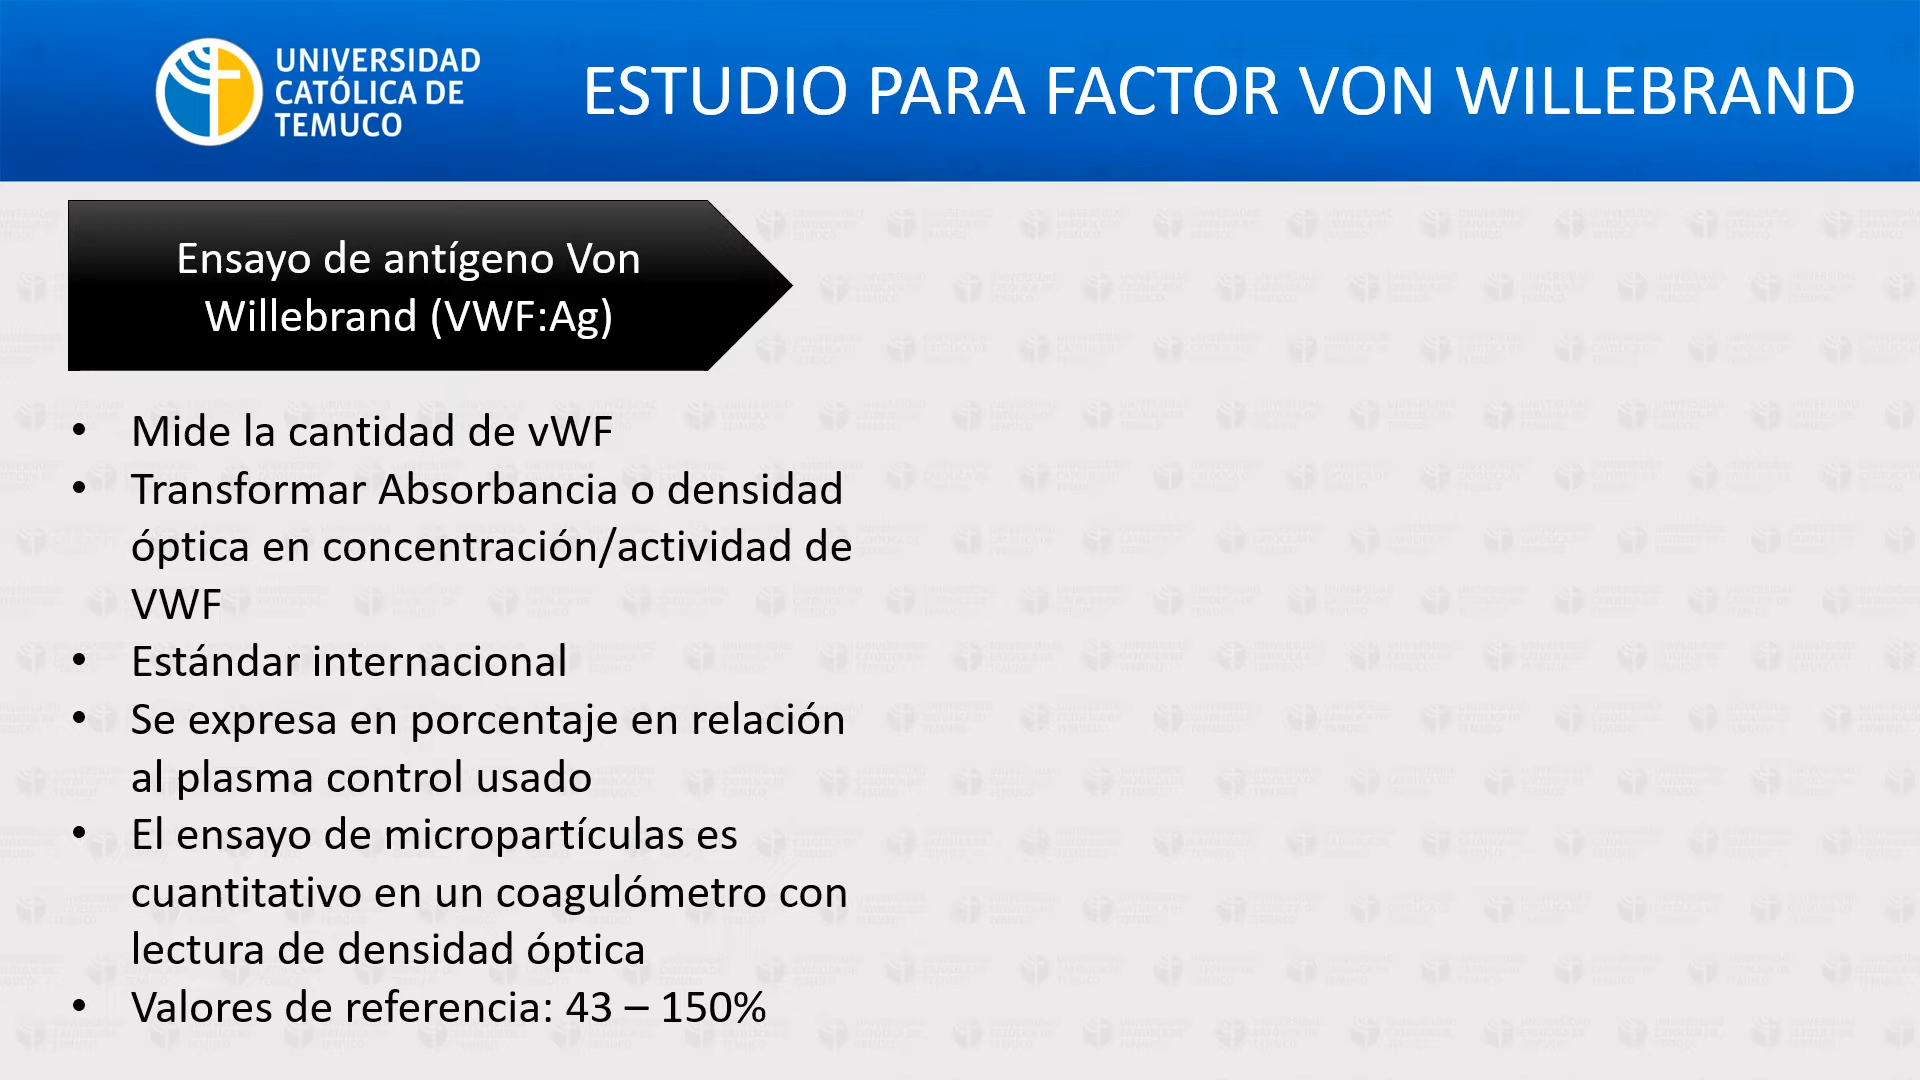 UNIVERSIDAD
CATÓLICA DE
TEMUCO
ESTUDIO PARA FACTOR VON WILLEBRAND
Ensayo de antígeno Von
Willebrand (VWF:Ag)
• Mide la cantidad de vWF
• Transformar Absorbancia o densidad
óptica en concentración/actividad de
VWF
• Estándar internacional
• Se expresa en porcentaje en relación
al plasma control usado
• El ensayo de micropartículas es
cuantitativo en un coagulómetro con
lectura de densidad óptica
• Valores de referencia: 43 – 150%